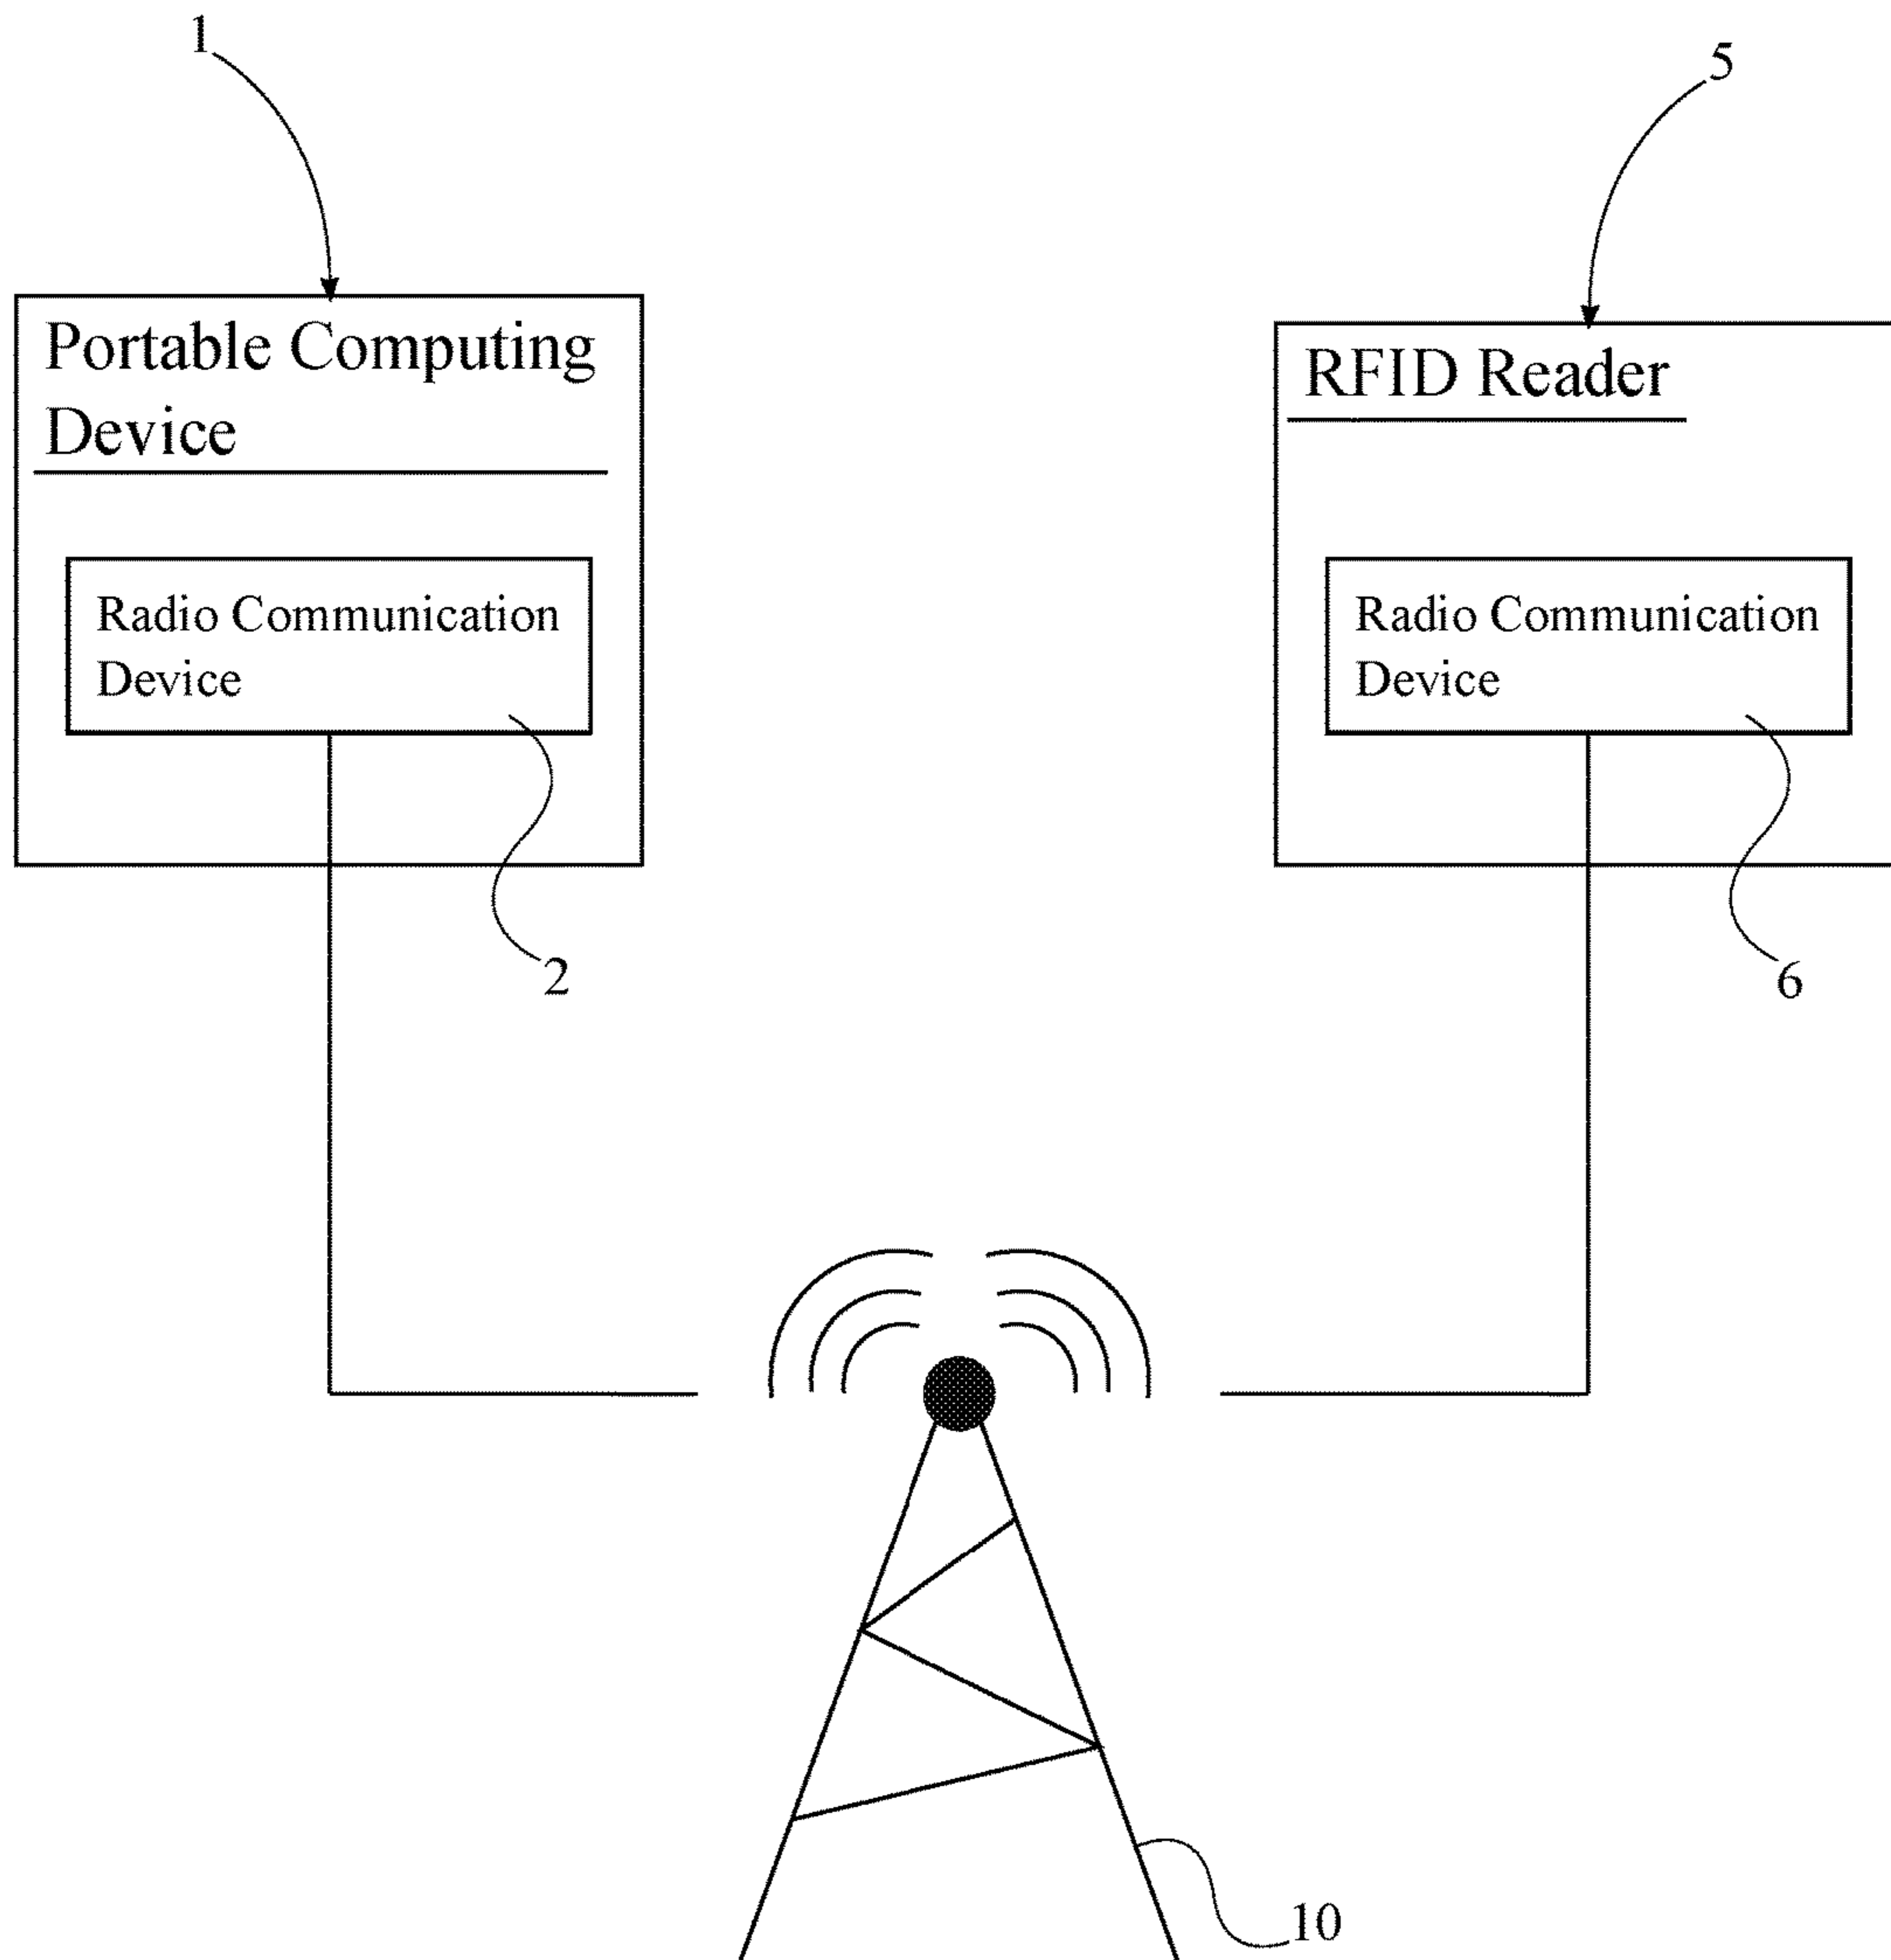 1
5
Portable Computing
Device
RFID Reader
Radio Communication
Device
Radio Communication
Device
2
6
10